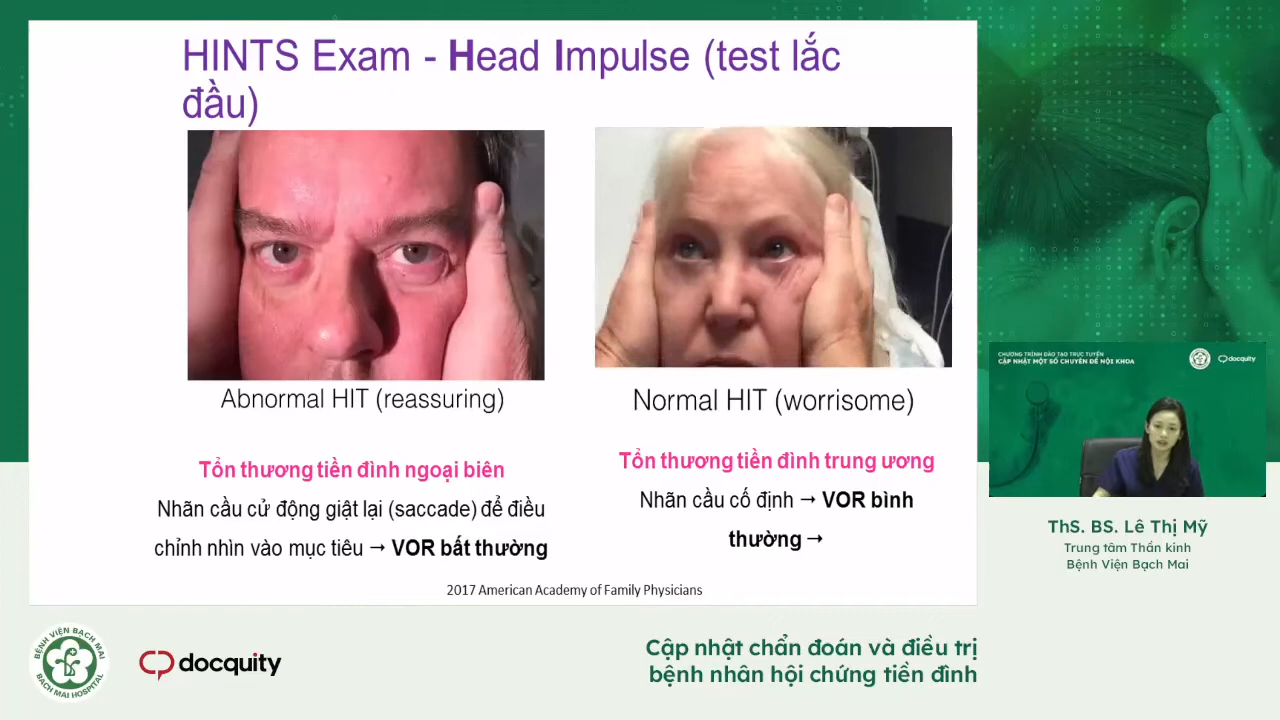 HINTS Exam - Head Impulse (test lắc
đầu)
Abnormal HIT (reassuring)
Normal HIT (worrisome)
Tổn thương tiền đình ngoại biên
Nhãn cầu cử động giật lại (saccade) để điều
chỉnh nhìn vào mục tiêu → VOR bất thường
Tổn thương tiền đình trung ương
Nhãn cầu cố định → VOR bình
thường →
2017 American Academy of Family Physicians
CHƯƠNG TRÌNH ĐÀO TẠO TRỰC TUYẾN
CẬP NHẬT MỘT SỐ CHUYÊN ĐỀ NỘI KHOA
docquity
ThS. BS. Lê Thị Mỹ
Trung tâm Thần kinh
Bệnh Viện Bạch Mai
BỆNH VIỆN BẠCH MAI
BACH MAI HOSPITAL
docquity
Cập nhật chẩn đoán và điều trị
bệnh nhân hội chứng tiền đình